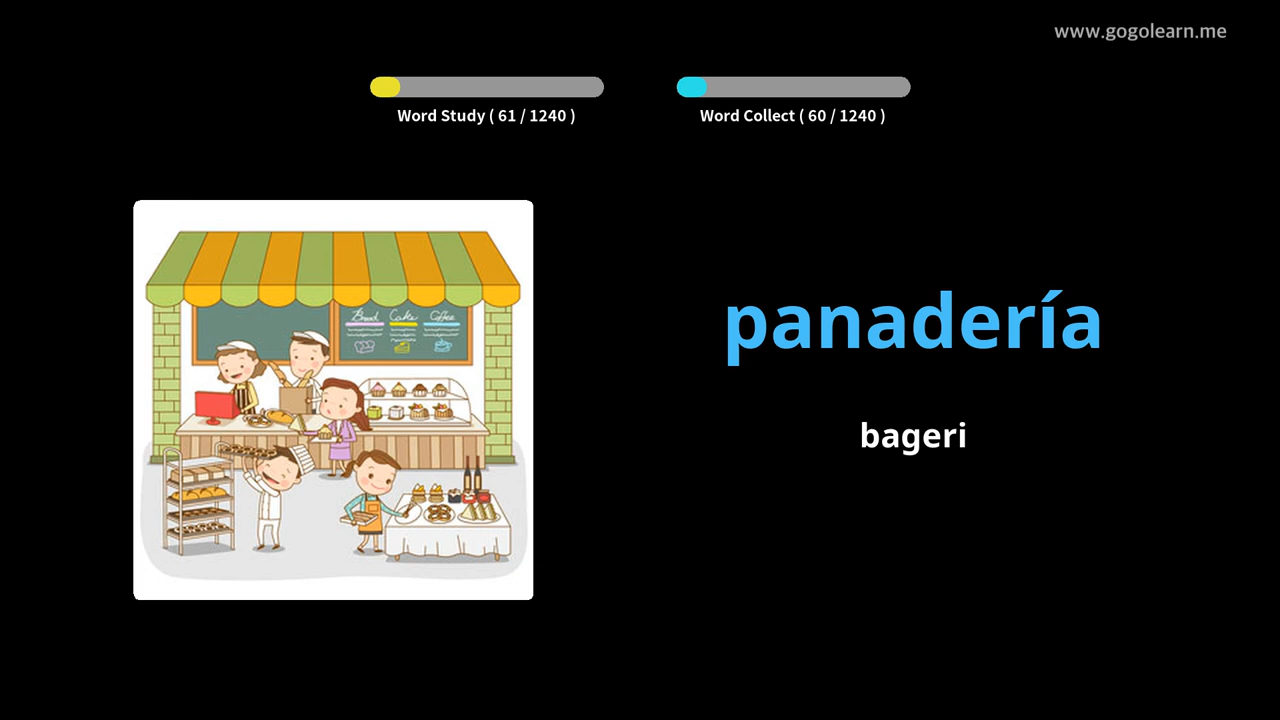 www.gogolearn.me
Word Study ( 61 / 1240 )
Word Collect ( 60 / 1240 )
Bread Cake Coffee
panadería
bageri